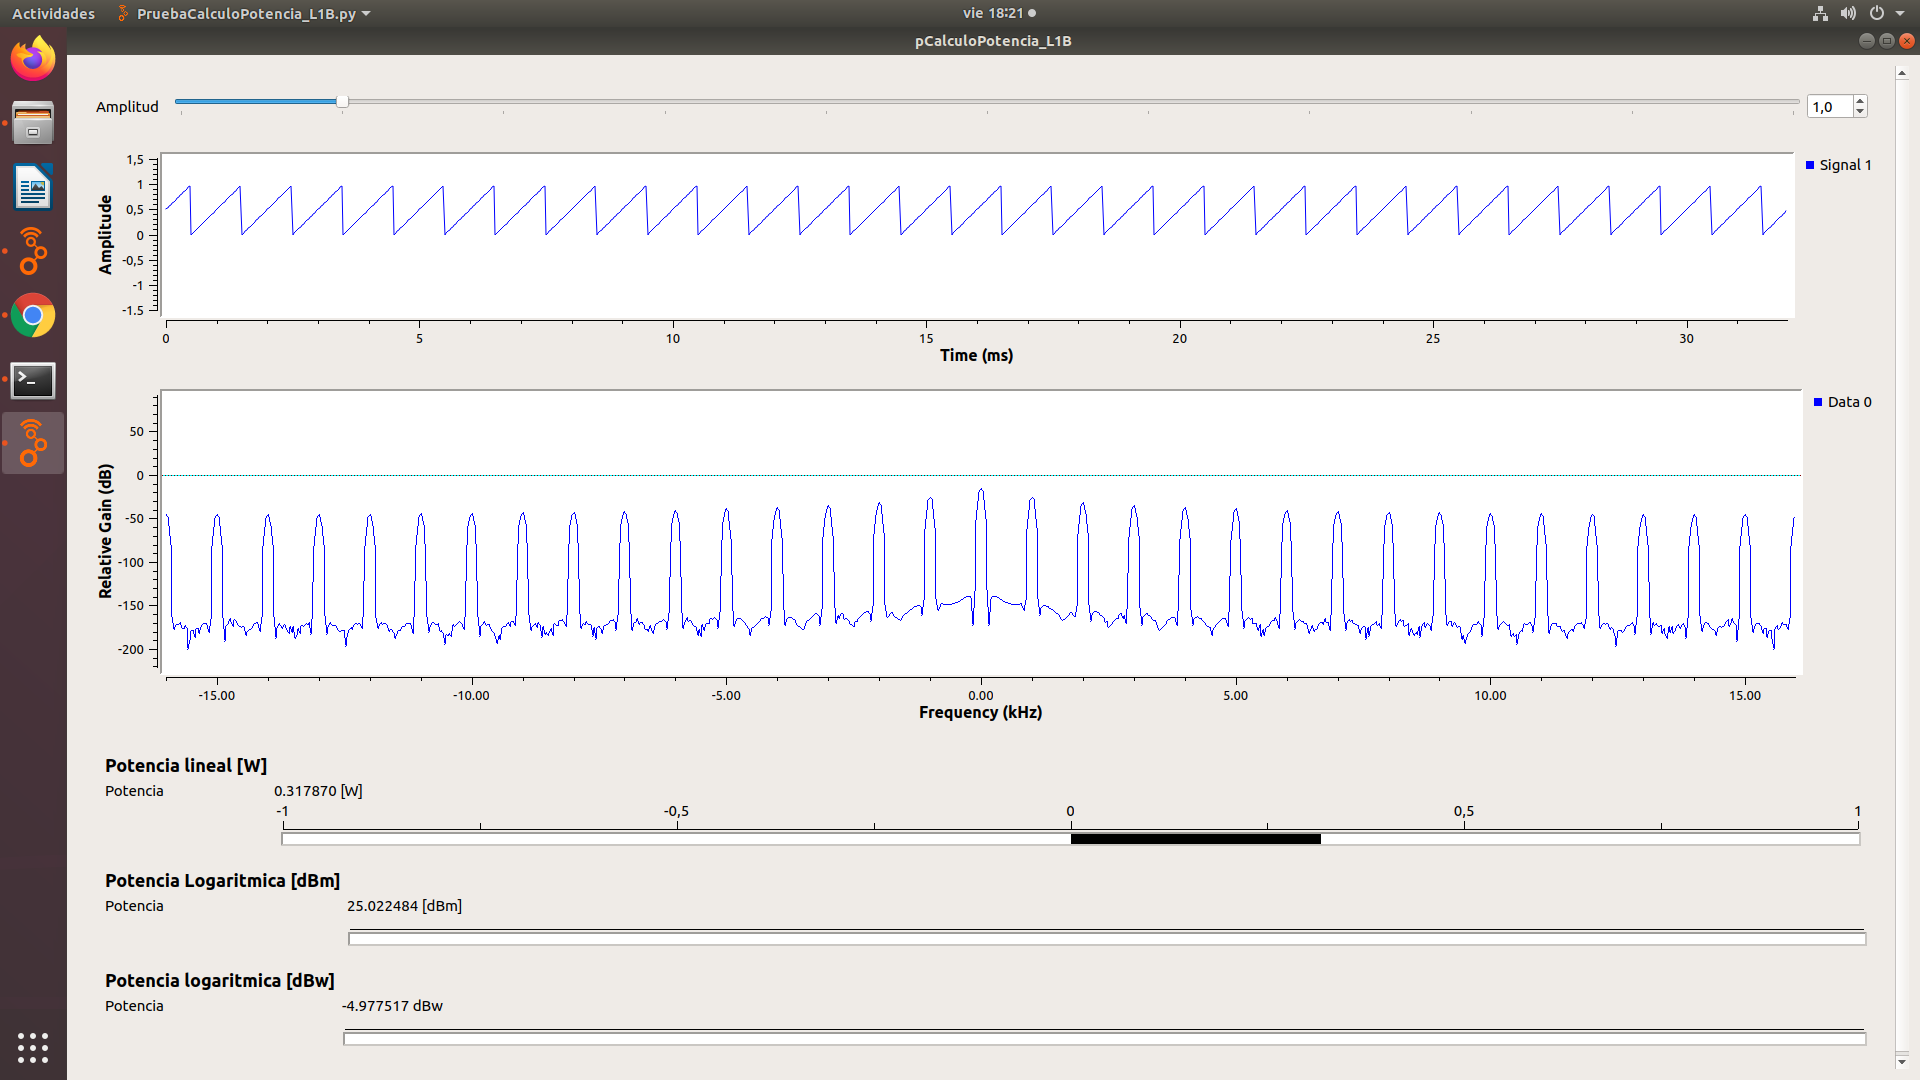 Actividades PruebaCalculoPotencia_L1B.py vie 18:21
pCalculoPotencia_L1B
Amplitud 1,0
1,5
1
0,5
0
-0,5
-1
-1.5
Amplitude
Signal 1
0 5 10 15 20 25 30
Time (ms)
50
0
-50
-100
-150
-200
Relative Gain (dB)
Data 0
-15.00 -10.00 -5.00 0.00 5.00 10.00 15.00
Frequency (kHz)
Potencia lineal [W]
Potencia 0.317870 [W]
-1 -0,5 0 0,5 1
Potencia Logaritmica [dBm]
Potencia 25.022484 [dBm]
Potencia logaritmica [dBw]
Potencia -4.977517 dBw